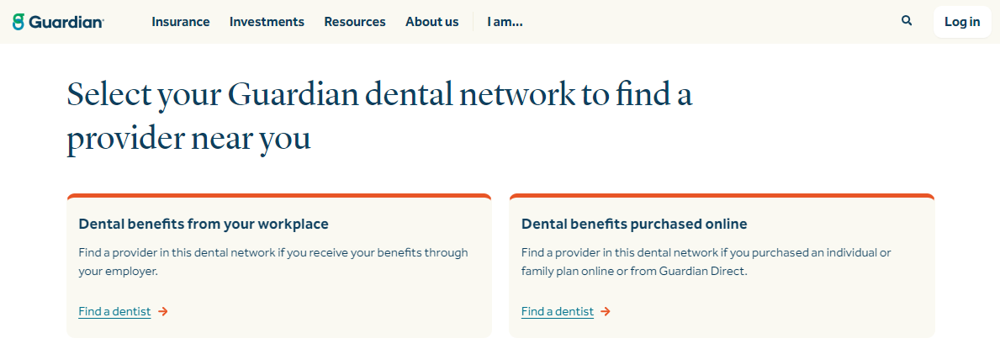 Guardian
Insurance Investments Resources About us I am... Log in
Select your Guardian dental network to find a
provider near you
Dental benefits from your workplace
Find a provider in this dental network if you receive your benefits through
your employer.
Find a dentist →
Dental benefits purchased online
Find a provider in this dental network if you purchased an individual or
family plan online or from Guardian Direct.
Find a dentist →